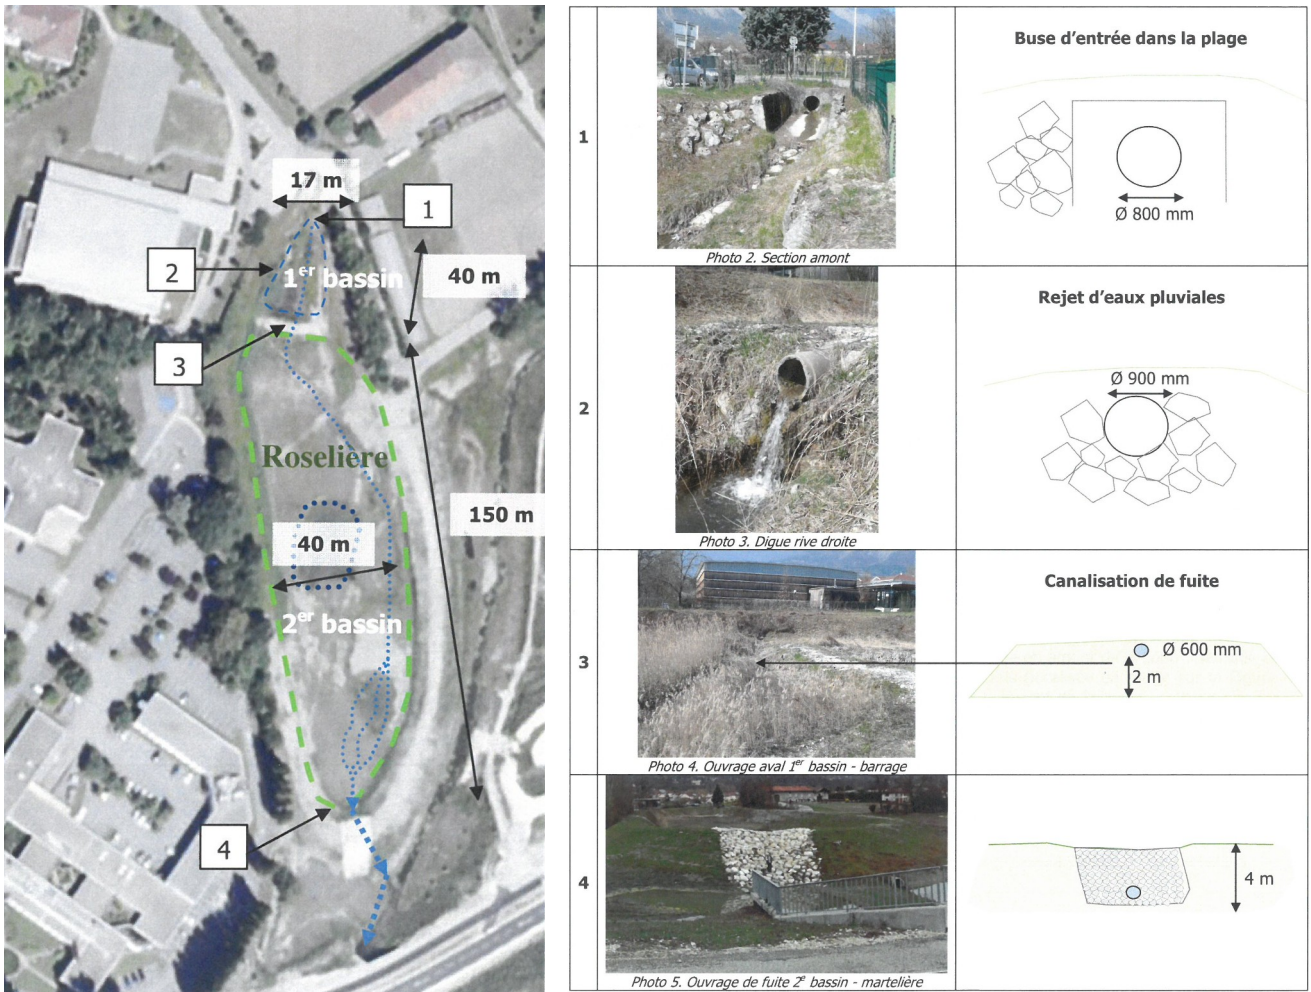 17 m
1
2
1er bassin
40 m
3
Roselière
150 m
40 m
2er bassin
4
1
Photo 2. Section amont
Buse d'entrée dans la plage
Ø 800 mm
2
Photo 3. Digue rive droite
Rejet d'eaux pluviales
Ø 900 mm
3
Photo 4. Ouvrage aval 1er bassin - barrage
Canalisation de fuite
Ø 600 mm
2 m
4
Photo 5. Ouvrage de fuite 2e bassin - martelière
4 m